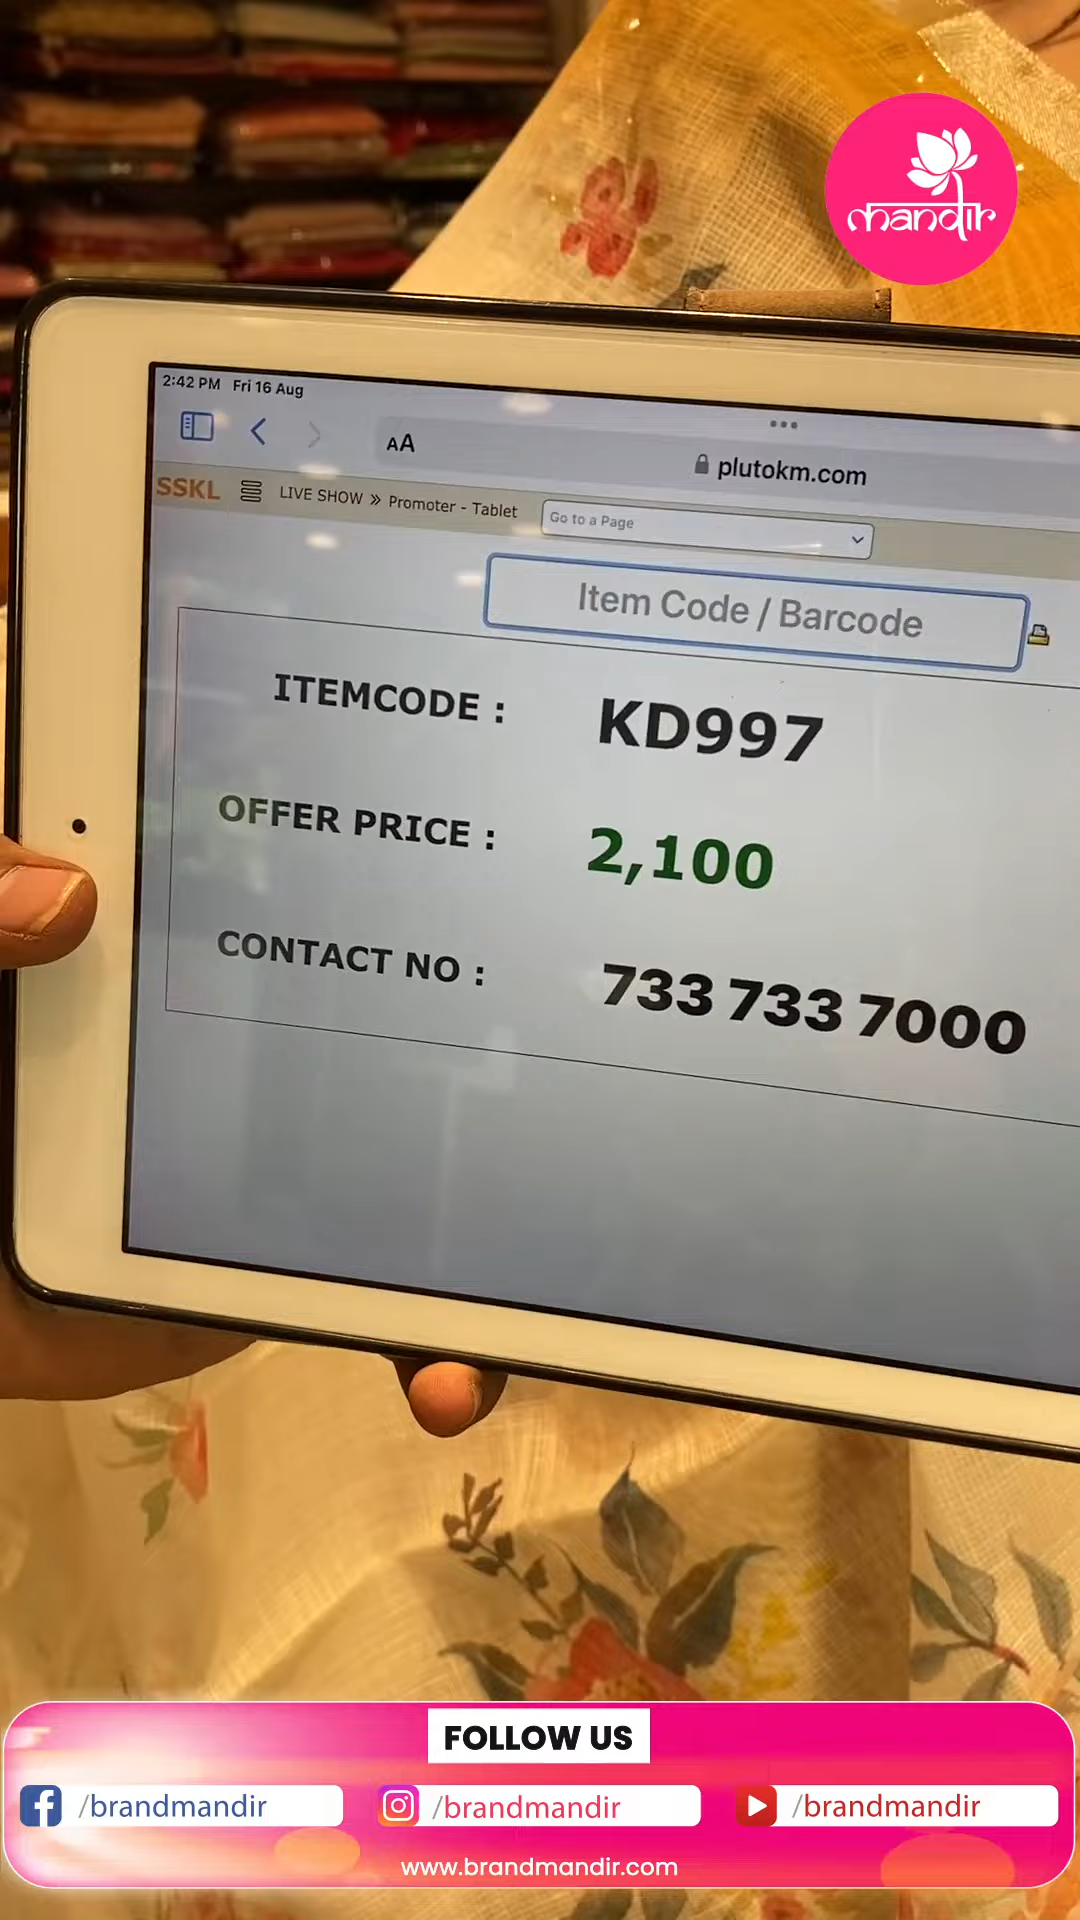 mandir
2:42 PM Fri 16 Aug
AA
plutokm.com
SSKL LIVE SHOW » Promoter - Tablet Go to a Page
Item Code / Barcode
ITEMCODE : KD997
OFFER PRICE : 2,100
CONTACT NO : 733 733 7000
FOLLOW US
/brandmandir /brandmandir /brandmandir
www.brandmandir.com